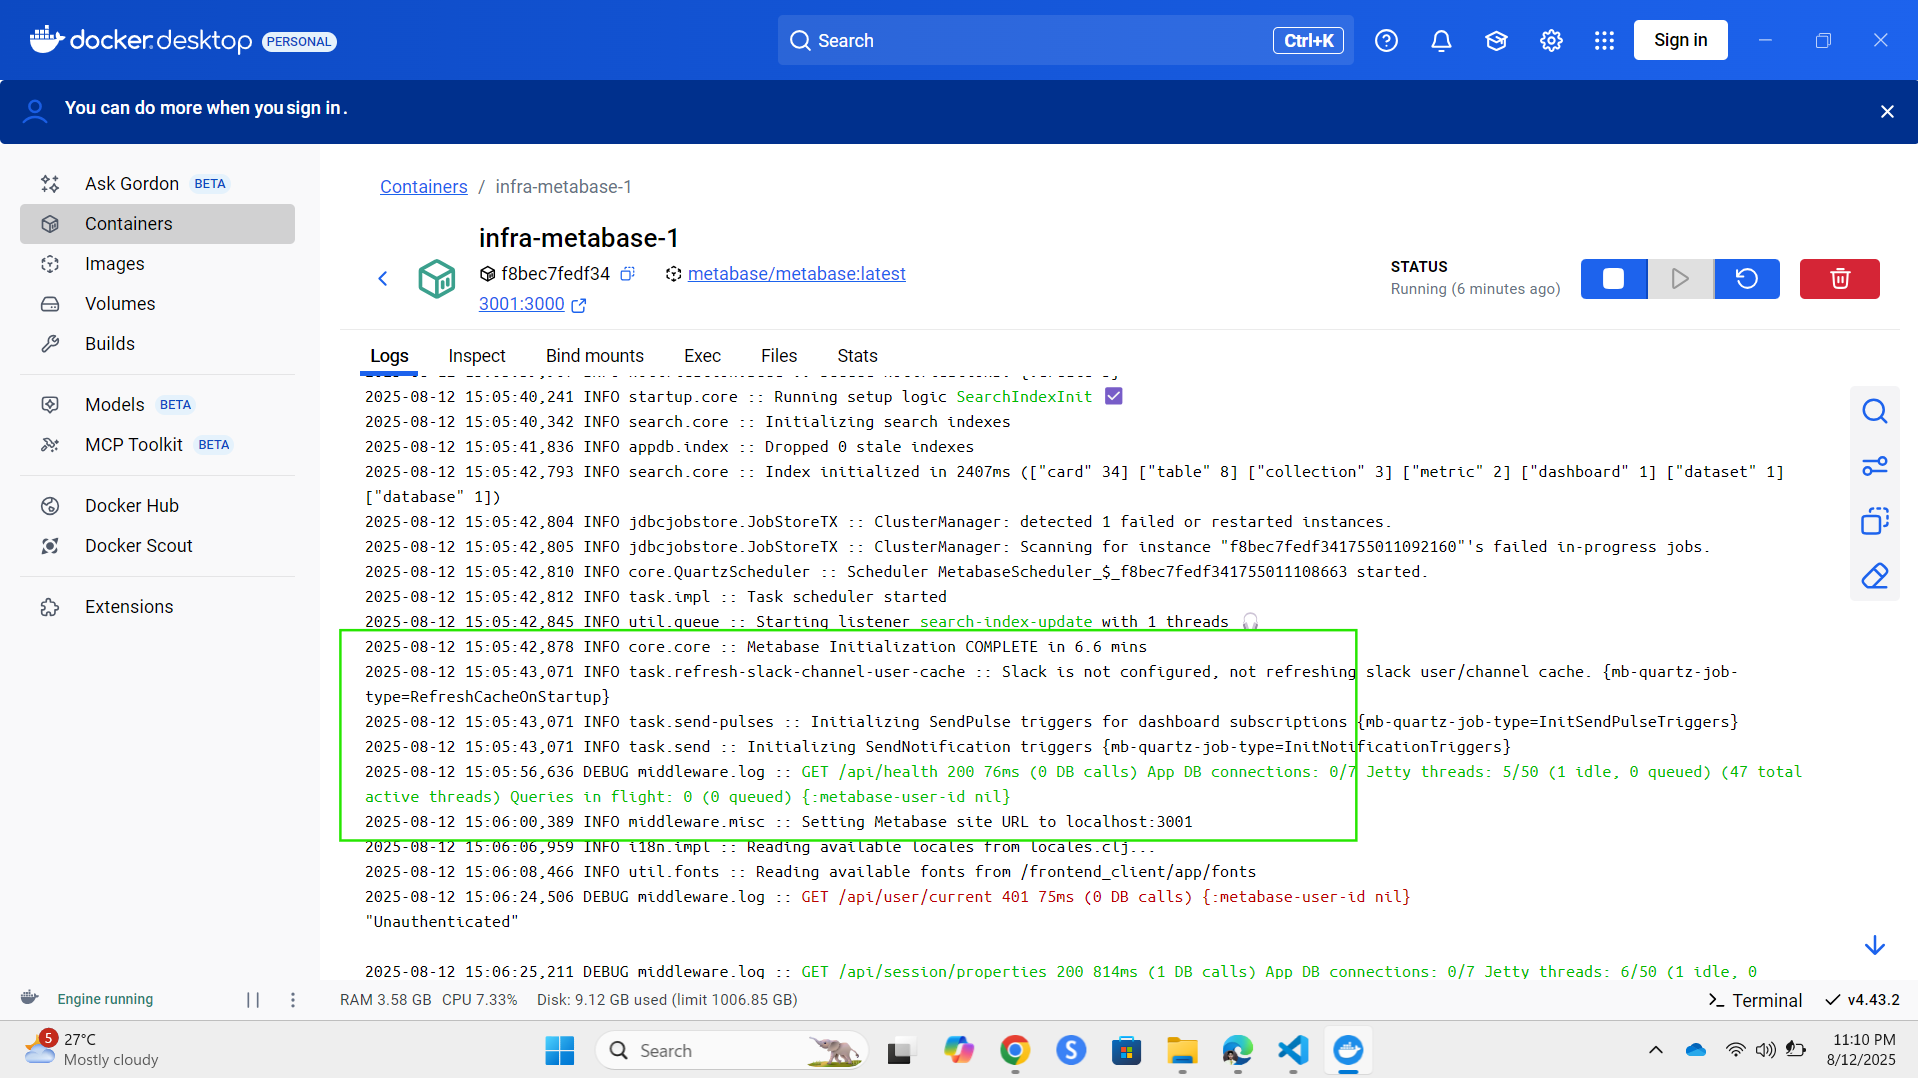 docker.desktop PERSONAL
Search Ctrl+K
Sign in
You can do more when you sign in.
Ask Gordon BETA
Containers
Images
Volumes
Builds
Models BETA
MCP Toolkit BETA
Docker Hub
Docker Scout
Extensions
Containers / infra-metabase-1
infra-metabase-1
f8bec7fedf34 metabase/metabase:latest
3001:3000
STATUS
Running (6 minutes ago)
Logs Inspect Bind mounts Exec Files Stats
2025-08-12 15:05:40,241 INFO startup.core :: Running setup logic SearchIndexInit ☑
2025-08-12 15:05:40,342 INFO search.core :: Initializing search indexes
2025-08-12 15:05:41,836 INFO appdb.index :: Dropped 0 stale indexes
2025-08-12 15:05:42,793 INFO search.core :: Index initialized in 2407ms (["card" 34] ["table" 8] ["collection" 3] ["metric" 2] ["dashboard" 1] ["dataset" 1]
["database" 1])
2025-08-12 15:05:42,804 INFO jdbcjobstore.JobStoreTX :: ClusterManager: detected 1 failed or restarted instances.
2025-08-12 15:05:42,805 INFO jdbcjobstore.JobStoreTX :: ClusterManager: Scanning for instance "f8bec7fedf341755011092160"'s failed in-progress jobs.
2025-08-12 15:05:42,810 INFO core.QuartzScheduler :: Scheduler MetabaseScheduler_$_f8bec7fedf341755011108663 started.
2025-08-12 15:05:42,812 INFO task.impl :: Task scheduler started
2025-08-12 15:05:42,845 INFO util.queue :: Starting listener search-index-update with 1 threads 🎧
2025-08-12 15:05:42,878 INFO core.core :: Metabase Initialization COMPLETE in 6.6 mins
2025-08-12 15:05:43,071 INFO task.refresh-slack-channel-user-cache :: Slack is not configured, not refreshing slack user/channel cache. {mb-quartz-job-
type=RefreshCacheOnStartup}
2025-08-12 15:05:43,071 INFO task.send-pulses :: Initializing SendPulse triggers for dashboard subscriptions {mb-quartz-job-type=InitSendPulseTriggers}
2025-08-12 15:05:43,071 INFO task.send :: Initializing SendNotification triggers {mb-quartz-job-type=InitNotificationTriggers}
2025-08-12 15:05:56,636 DEBUG middleware.log :: GET /api/health 200 76ms (0 DB calls) App DB connections: 0/7 Jetty threads: 5/50 (1 idle, 0 queued) (47 total
active threads) Queries in flight: 0 (0 queued) {:metabase-user-id nil}
2025-08-12 15:06:00,389 INFO middleware.misc :: Setting Metabase site URL to localhost:3001
2025-08-12 15:06:06,959 INFO i18n.impl :: Reading available locales from locales.clj...
2025-08-12 15:06:08,466 INFO util.fonts :: Reading available fonts from /frontend_client/app/fonts
2025-08-12 15:06:24,506 DEBUG middleware.log :: GET /api/user/current 401 75ms (0 DB calls) {:metabase-user-id nil}
"Unauthenticated"
2025-08-12 15:06:25,211 DEBUG middleware.log :: GET /api/session/properties 200 814ms (1 DB calls) App DB connections: 0/7 Jetty threads: 6/50 (1 idle, 0
Engine running
RAM 3.58 GB CPU 7.33% Disk: 9.12 GB used (limit 1006.85 GB)
Terminal v4.43.2
5
27°C
Mostly cloudy
Search
S
11:10 PM
8/12/2025